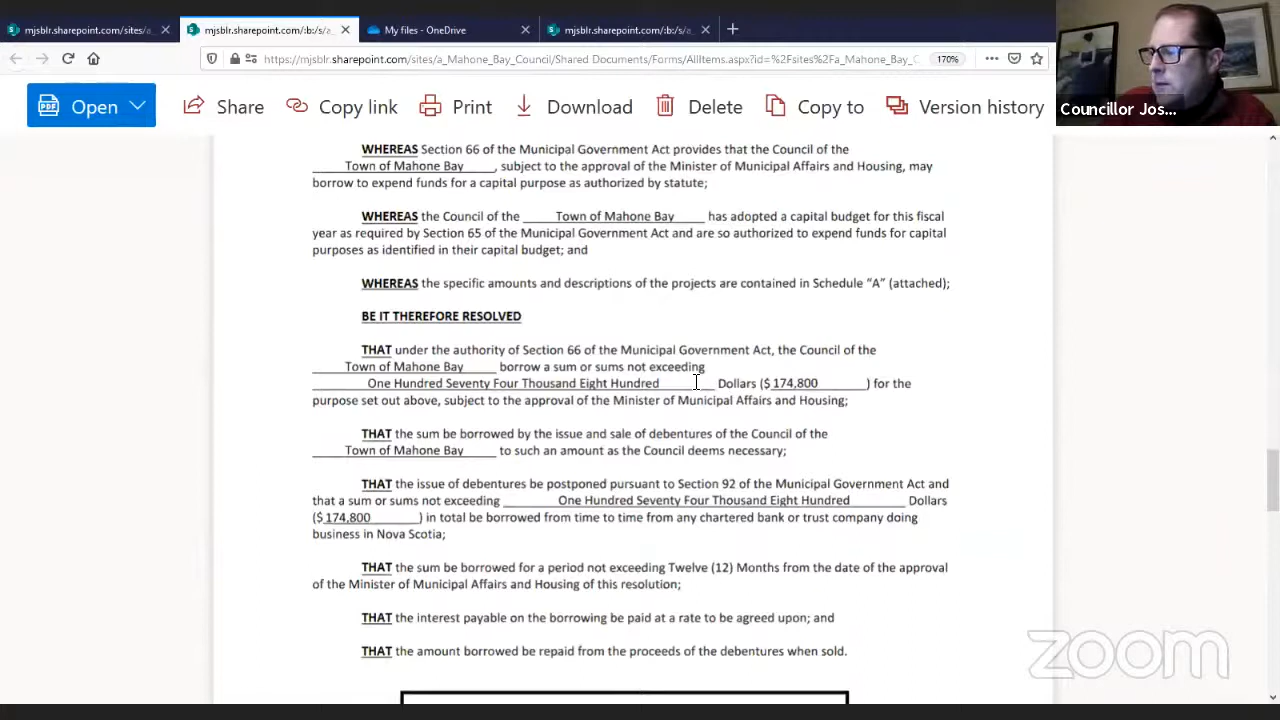 mjsblr.sharepoint.com/sites/a_
mjsblr.sharepoint.com/:b:/s/a_
My files - OneDrive
mjsblr.sharepoint.com/:b:/s/a_
https://mjsblr.sharepoint.com/sites/a_Mahone_Bay_Council/Shared Documents/Forms/AllItems.aspx?id=%2Fsites%2Fa_Mahone_Bay_C
170%
Open
Share
Copy link
Print
Download
Delete
Copy to
Version history
Councillor Jos...
WHEREAS Section 66 of the Municipal Government Act provides that the Council of the
Town of Mahone Bay, subject to the approval of the Minister of Municipal Affairs and Housing, may
borrow to expend funds for a capital purpose as authorized by statute;
WHEREAS the Council of the Town of Mahone Bay has adopted a capital budget for this fiscal
year as required by Section 65 of the Municipal Government Act and are so authorized to expend funds for capital
purposes as identified in their capital budget; and
WHEREAS the specific amounts and descriptions of the projects are contained in Schedule "A" (attached);
BE IT THEREFORE RESOLVED
THAT under the authority of Section 66 of the Municipal Government Act, the Council of the
Town of Mahone Bay borrow a sum or sums not exceeding
One Hundred Seventy Four Thousand Eight Hundred Dollars ($ 174,800 ) for the
purpose set out above, subject to the approval of the Minister of Municipal Affairs and Housing;
THAT the sum be borrowed by the issue and sale of debentures of the Council of the
Town of Mahone Bay to such an amount as the Council deems necessary;
THAT the issue of debentures be postponed pursuant to Section 92 of the Municipal Government Act and
that a sum or sums not exceeding One Hundred Seventy Four Thousand Eight Hundred Dollars
($ 174,800 ) in total be borrowed from time to time from any chartered bank or trust company doing
business in Nova Scotia;
THAT the sum be borrowed for a period not exceeding Twelve (12) Months from the date of the approval
of the Minister of Municipal Affairs and Housing of this resolution;
THAT the interest payable on the borrowing be paid at a rate to be agreed upon; and
THAT the amount borrowed be repaid from the proceeds of the debentures when sold.
zoom